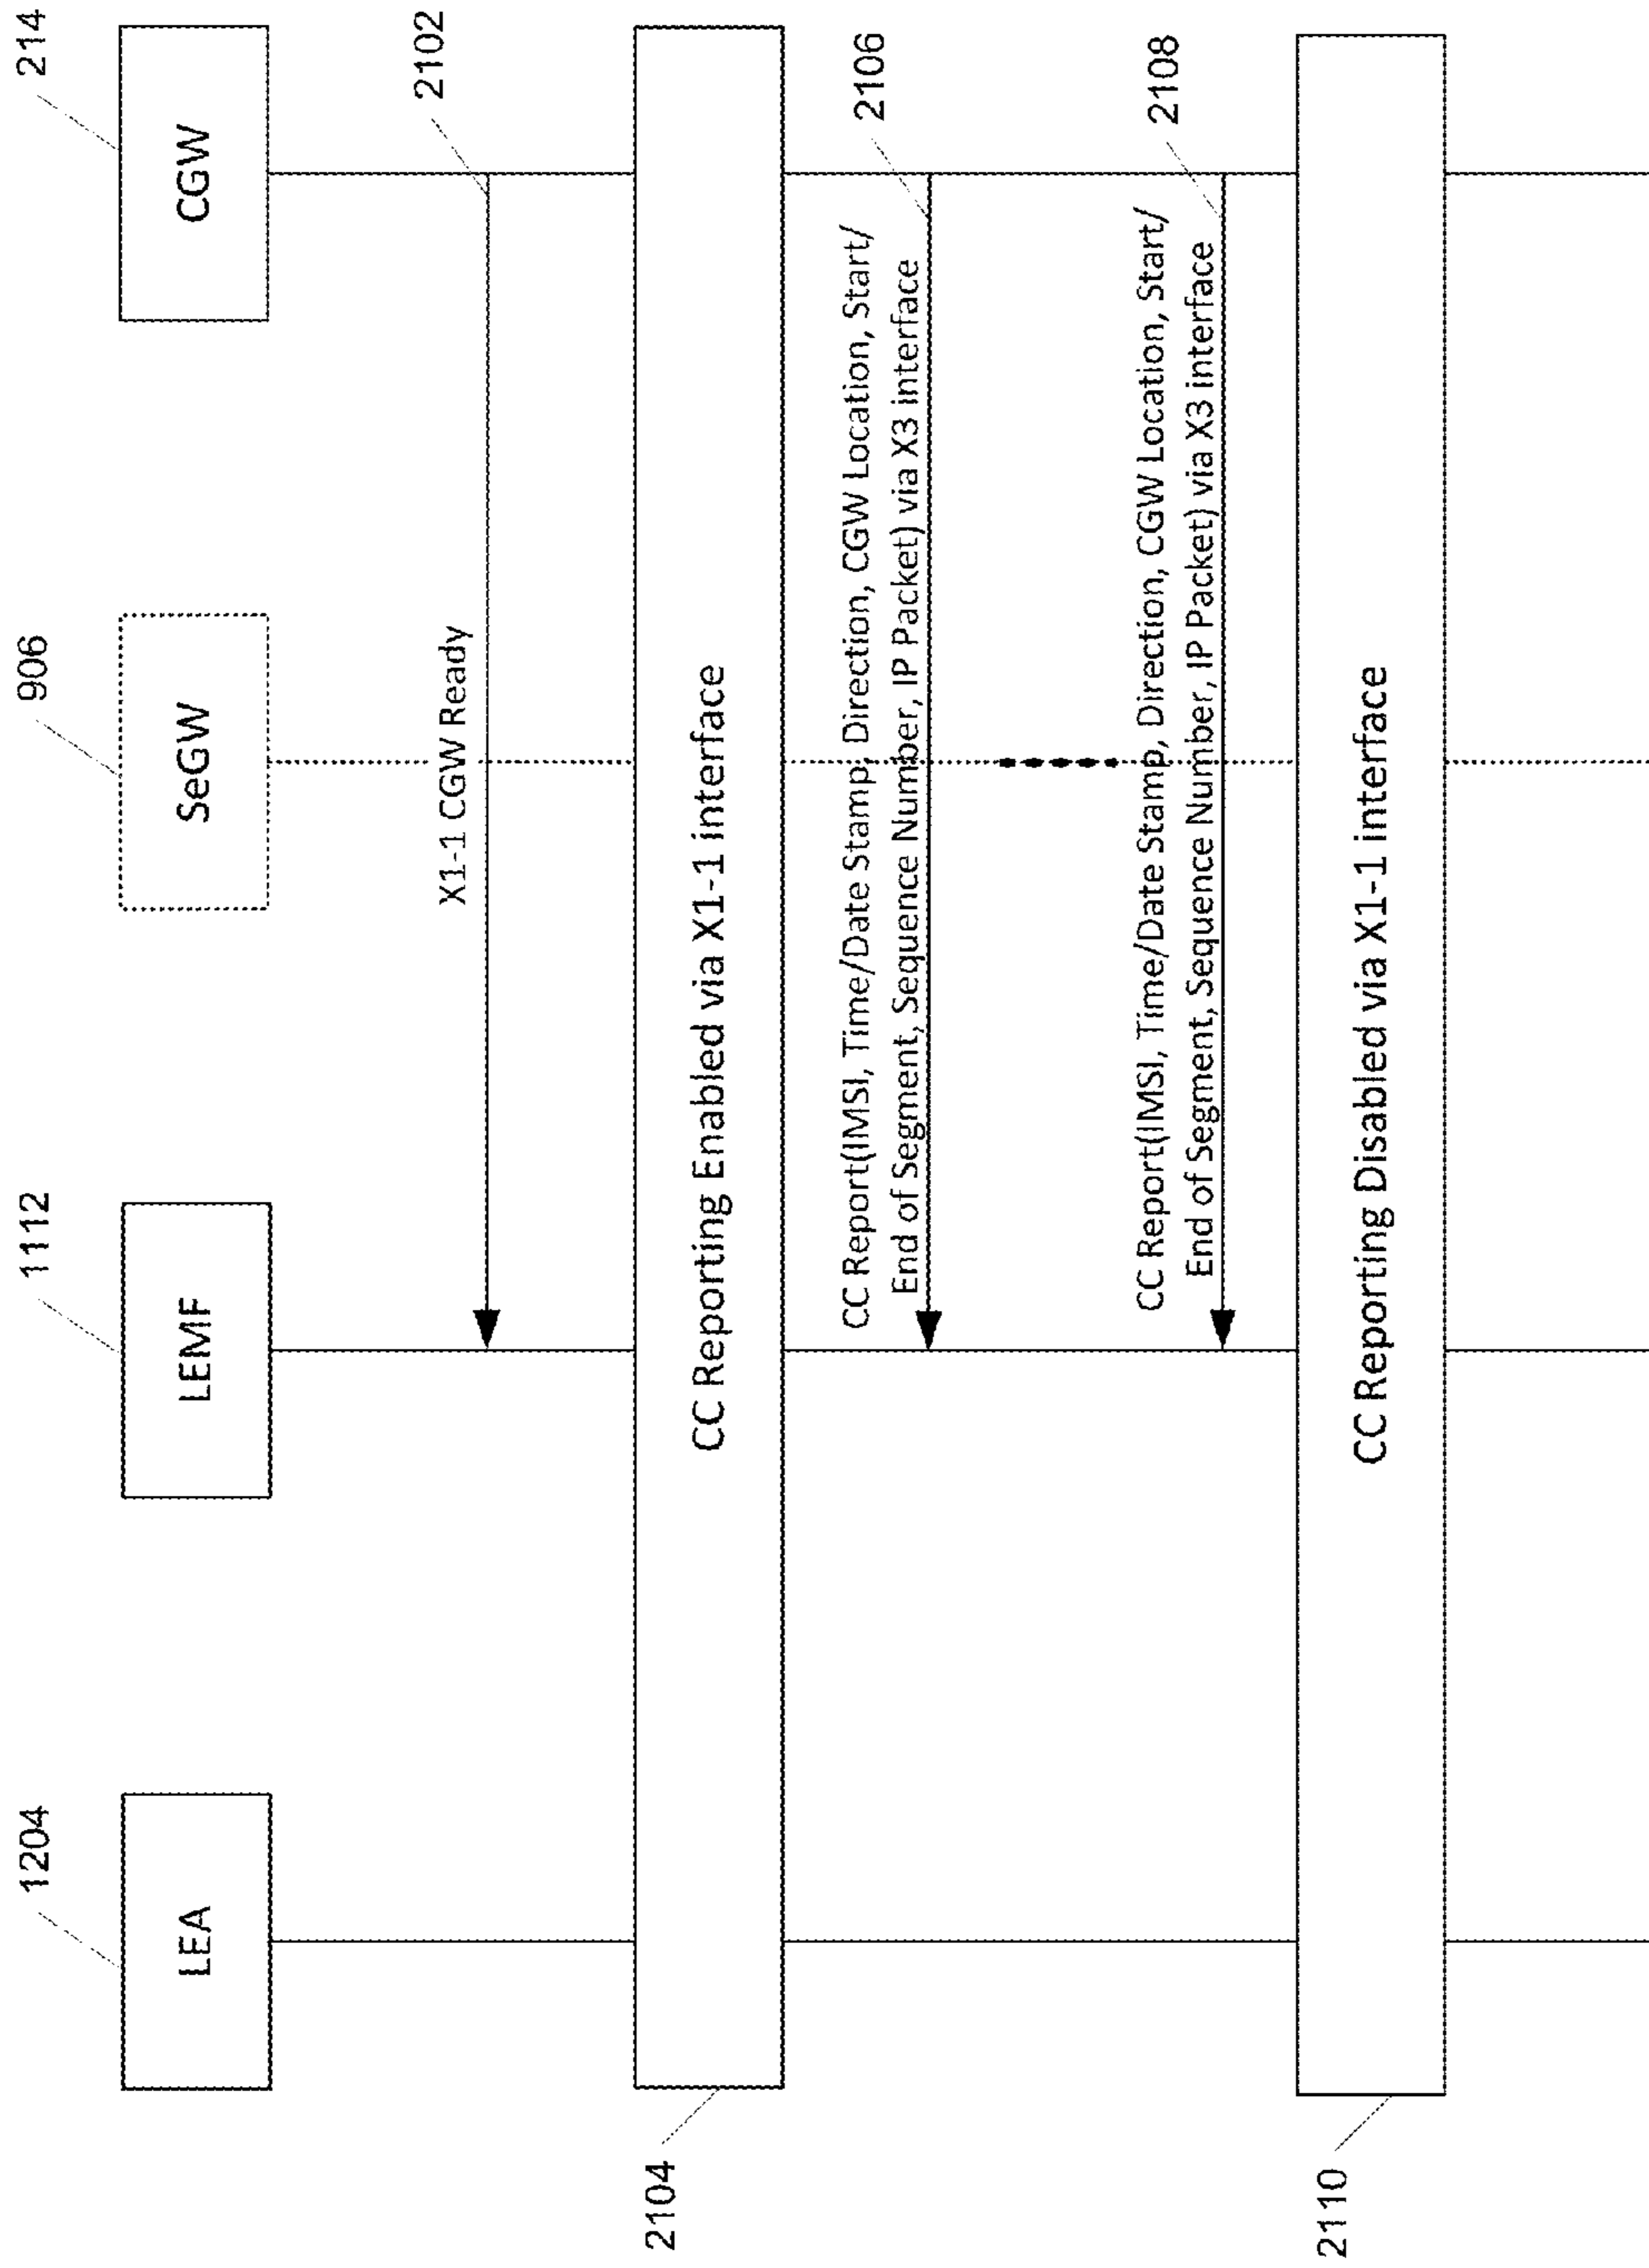 1204
1112
906
214
LEA
LEMF
SeGW
CGW
X1-1 CGW Ready
2102
CC Reporting Enabled via X1-1 interface
2104
CC Report(IMSI, Time/Date Stamp, Direction, CGW Location, Start/
End of Segment, Sequence Number, IP Packet) via X3 interface
2106
CC Report(IMSI, Time/Date Stamp, Direction, CGW Location, Start/
End of Segment, Sequence Number, IP Packet) via X3 interface
2108
CC Reporting Disabled via X1-1 interface
2110